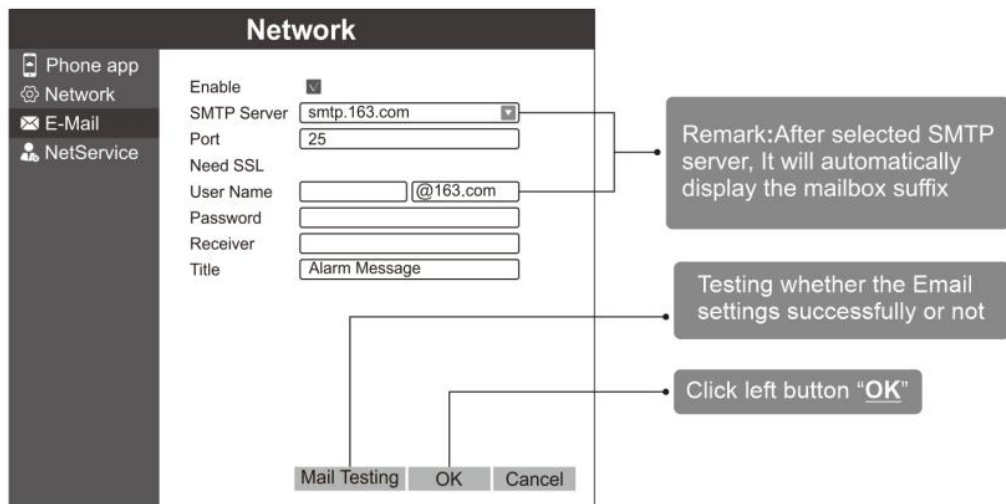 Network
Phone app
Network
E-Mail
NetService
Enable
SMTP Server smtp.163.com
Port 25
Need SSL
User Name @163.com
Password
Receiver
Title Alarm Message
Mail Testing OK Cancel
Remark:After selected SMTP
server, It will automatically
display the mailbox suffix
Testing whether the Email
settings successfully or not
Click left button “OK”